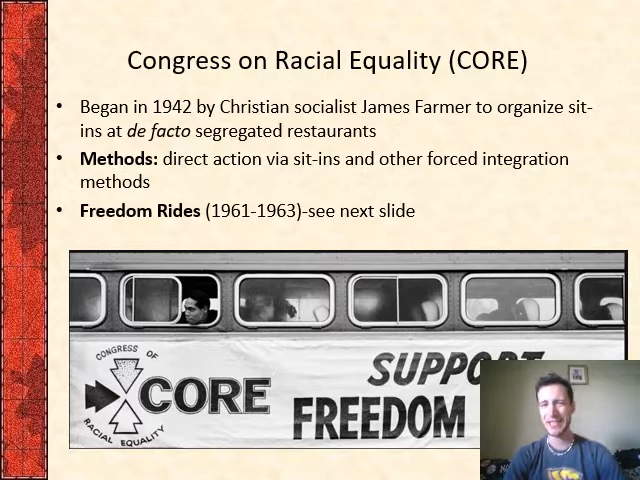 Congress on Racial Equality (CORE)
• Began in 1942 by Christian socialist James Farmer to organize sit-
ins at de facto segregated restaurants
• Methods: direct action via sit-ins and other forced integration
methods
• Freedom Rides (1961-1963)-see next slide
CONGRESS OF
CORE
RACIAL EQUALITY
SUPPORT
FREEDOM